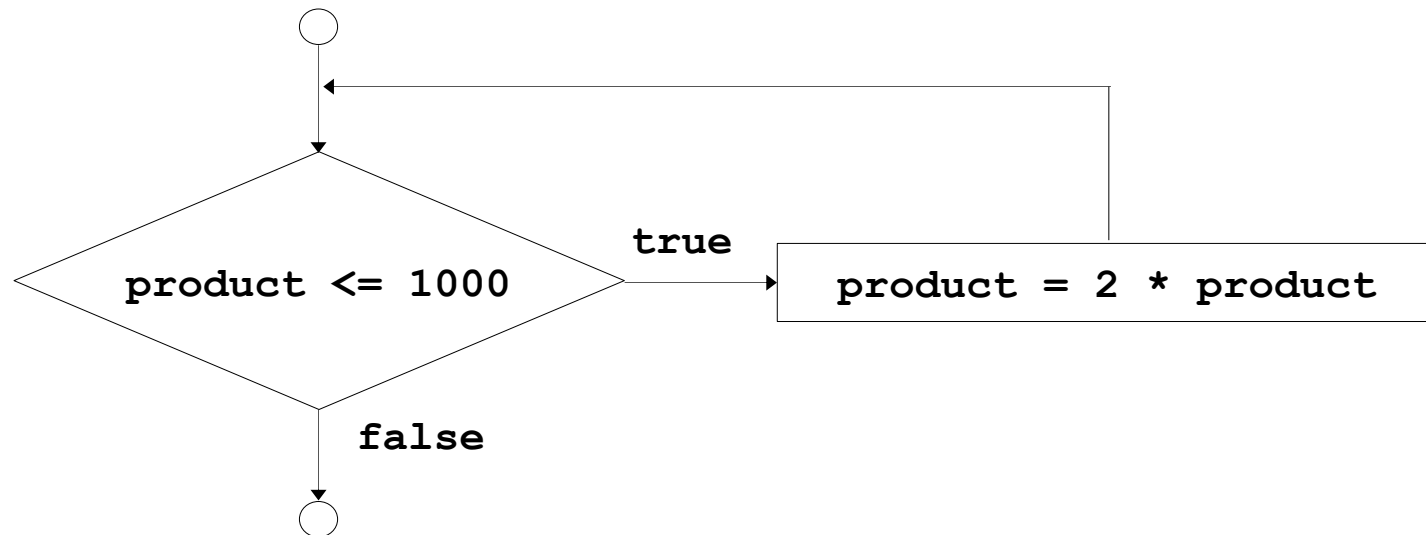 true
product <= 1000
product = 2 * product
false